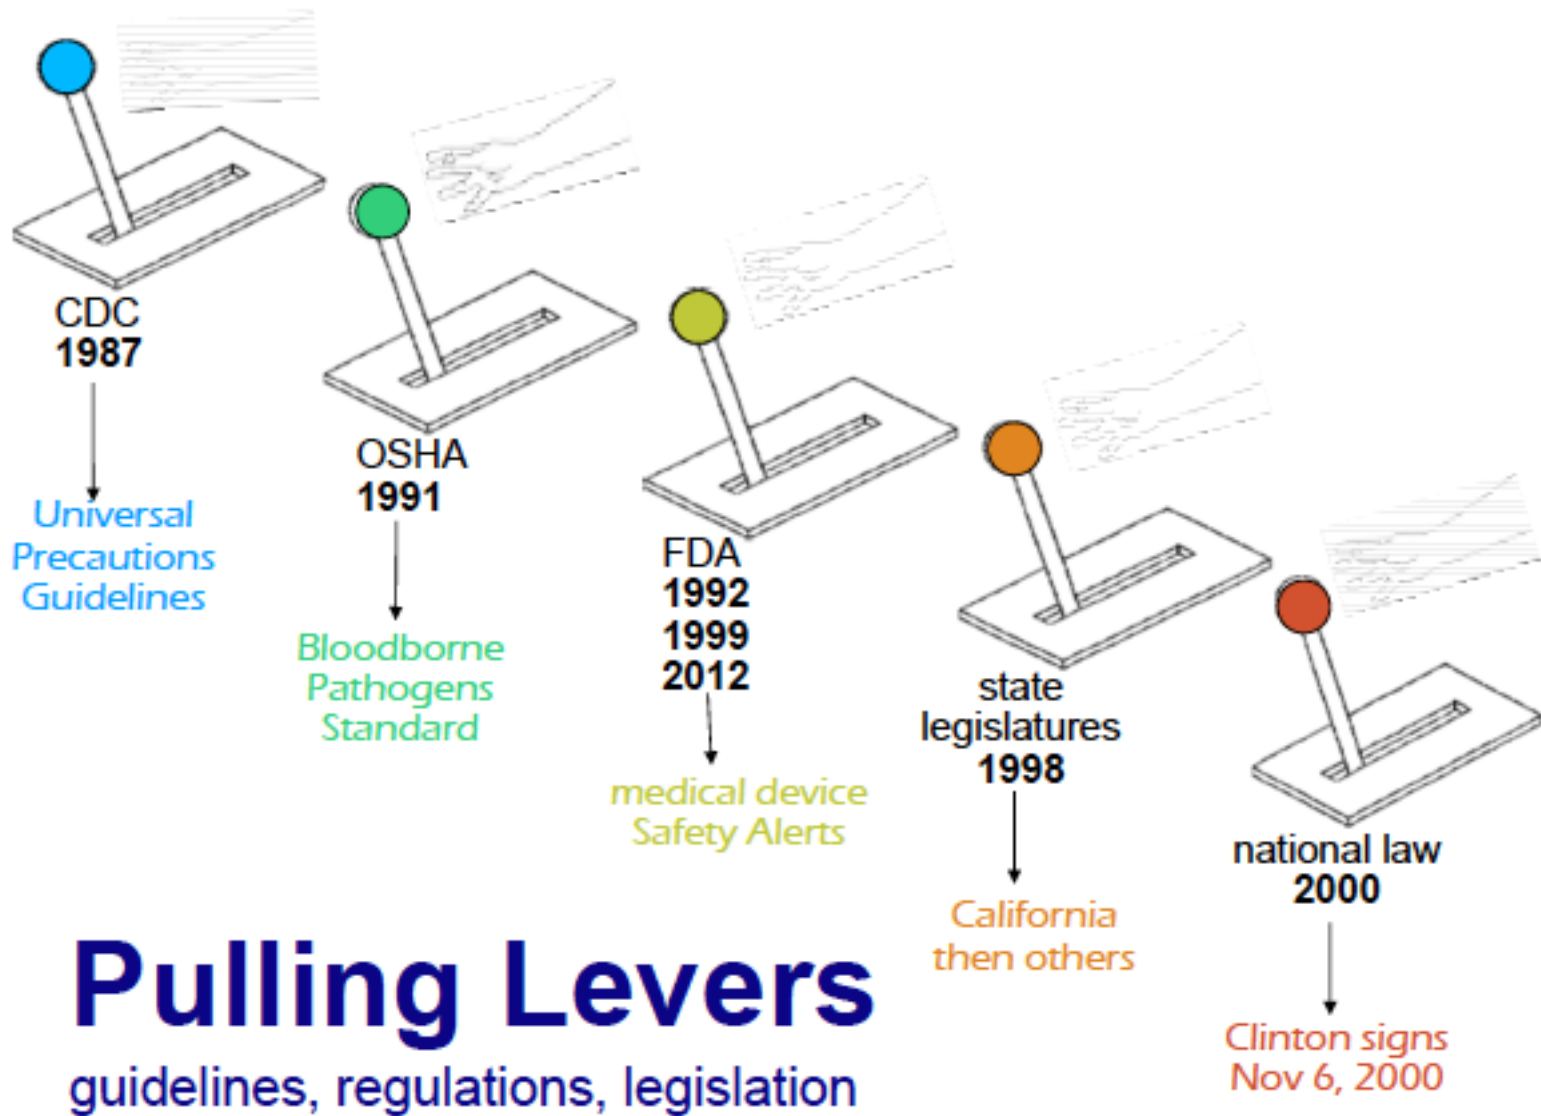 CDC
1987
Universal
Precautions
Guidelines
OSHA
1991
Bloodborne
Pathogens
Standard
FDA
1992
1999
2012
medical device
Safety Alerts
state
legislatures
1998
California
then others
national law
2000
Clinton signs
Nov 6, 2000
Pulling Levers
guidelines, regulations, legislation